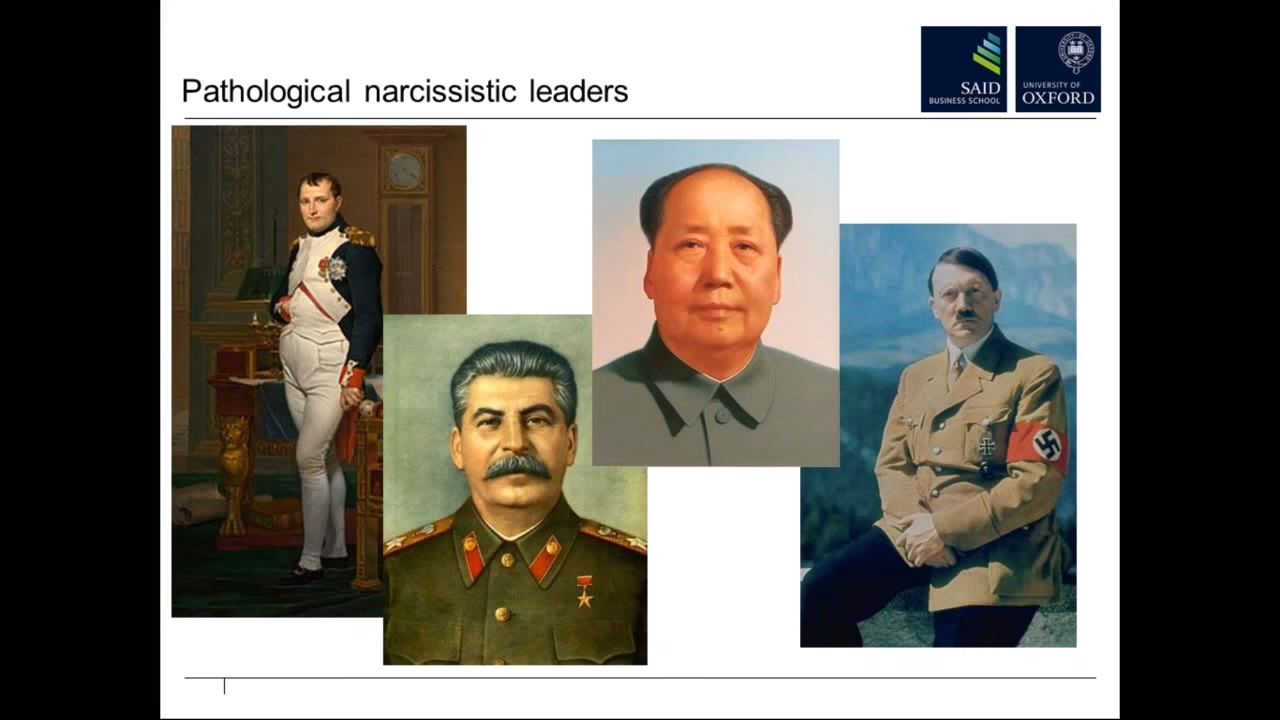 Pathological narcissistic leaders
SAID
BUSINESS SCHOOL
UNIVERSITY OF
OXFORD